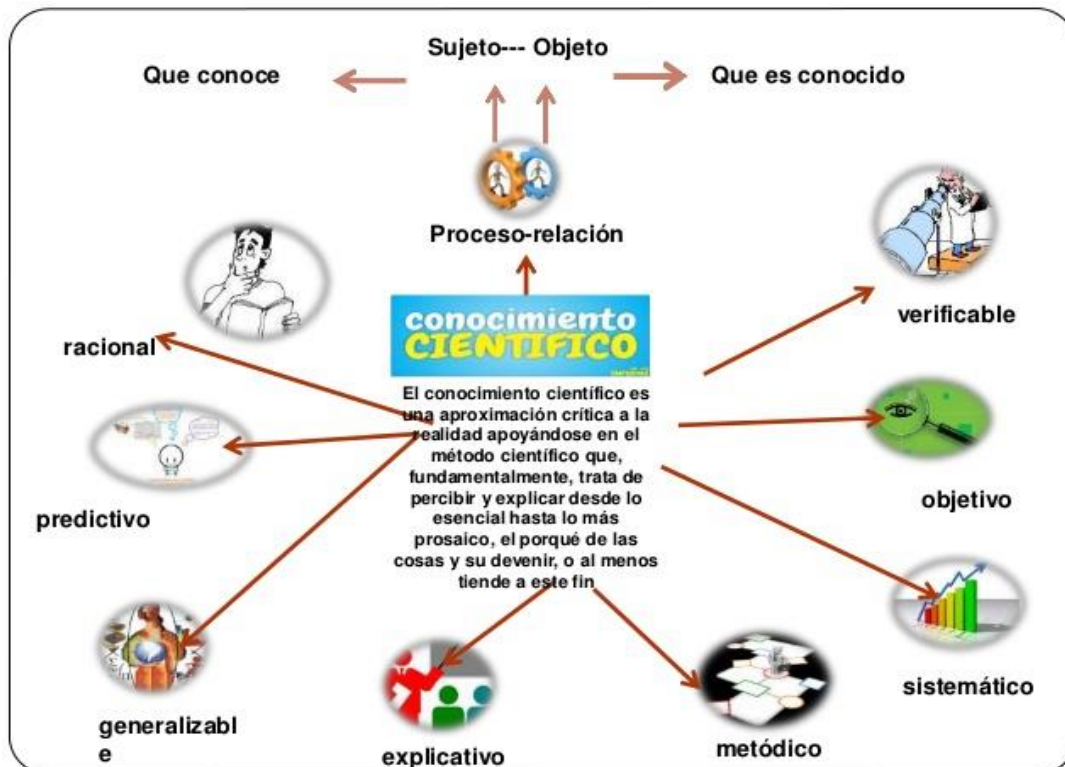 Sujeto--- Objeto
Que conoce
Que es conocido
Proceso-relación
conocimiento
CIENTIFICO
racional
verificable
El conocimiento científico es
una aproximación crítica a la
realidad apoyándose en el
método científico que,
fundamentalmente, trata de
percibir y explicar desde lo
esencial hasta lo más
prosaico, el porqué de las
cosas y su devenir, o al menos
tiende a este fin
predictivo
objetivo
generalizabl
e
explicativo
metódico
sistemático